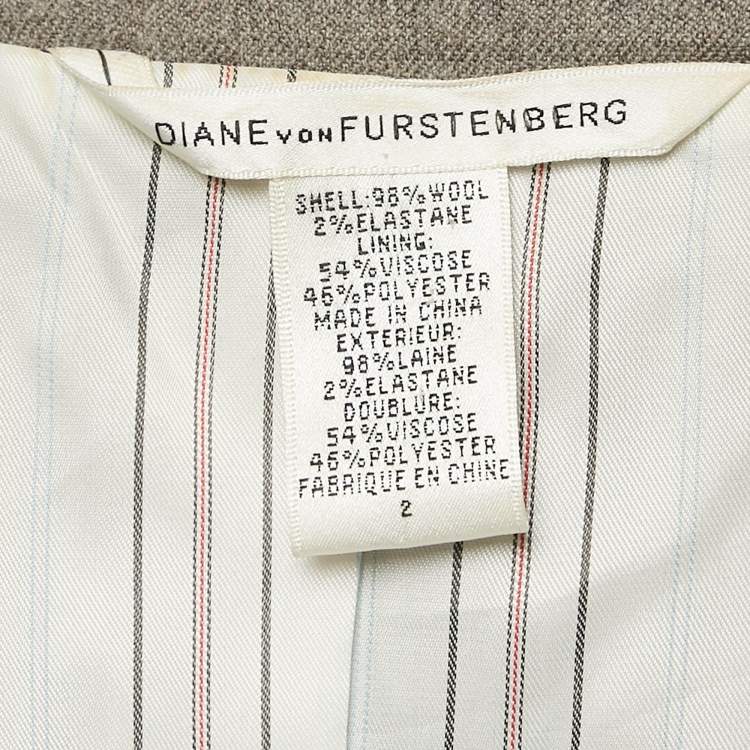 DIANE VON FURSTENBERG
SHELL:98%WOOL
2%ELASTANE
LINING:
54%VISCOSE
46%POLYESTER
MADE IN CHINA
EXTERIEUR:
98%LAINE
2%ELASTANE
DOUBLURE:
54%VISCOSE
46%POLYESTER
FABRIQUE EN CHINE
2